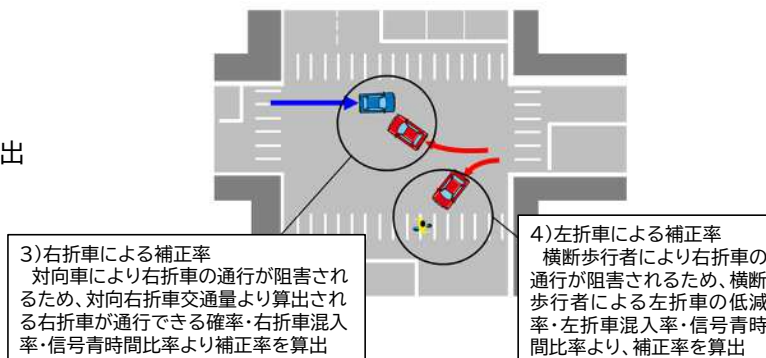 出
3)右折車による補正率
対向車により右折車の通行が阻害され
るため、対向右折車交通量より算出され
る右折車が通行できる確率・右折車混入
率・信号青時間比率より補正率を算出
4)左折車による補正率
横断歩行者により右折車の
通行が阻害されるため、横断
歩行者による左折車の低減
率・左折車混入率・信号青時
間比率より、補正率を算出